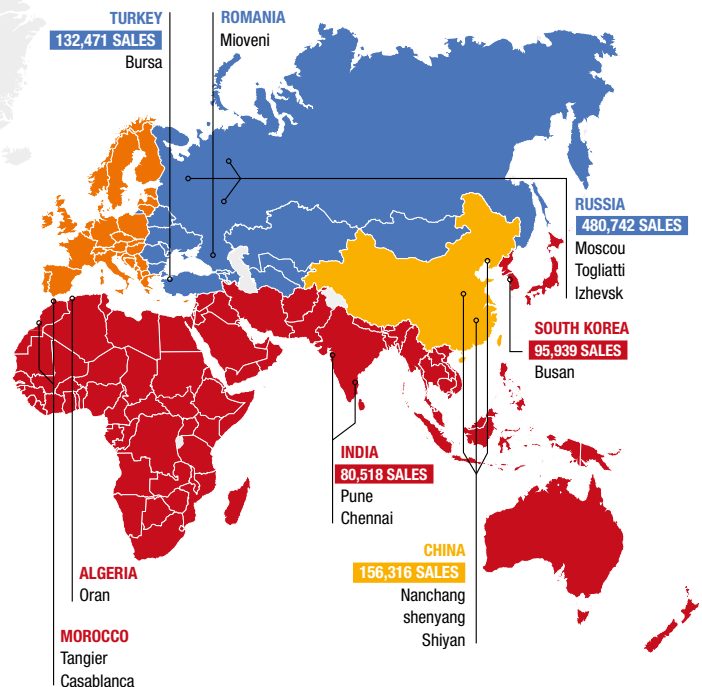 TURKEY
132,471 SALES
Bursa
ROMANIA
Mioveni
RUSSIA
480,742 SALES
Moscou
Togliatti
Izhevsk
SOUTH KOREA
95,939 SALES
Busan
INDIA
80,518 SALES
Pune
Chennai
CHINA
156,316 SALES
Nanchang
shenyang
Shiyan
ALGERIA
Oran
MOROCCO
Tangier
Casablanca